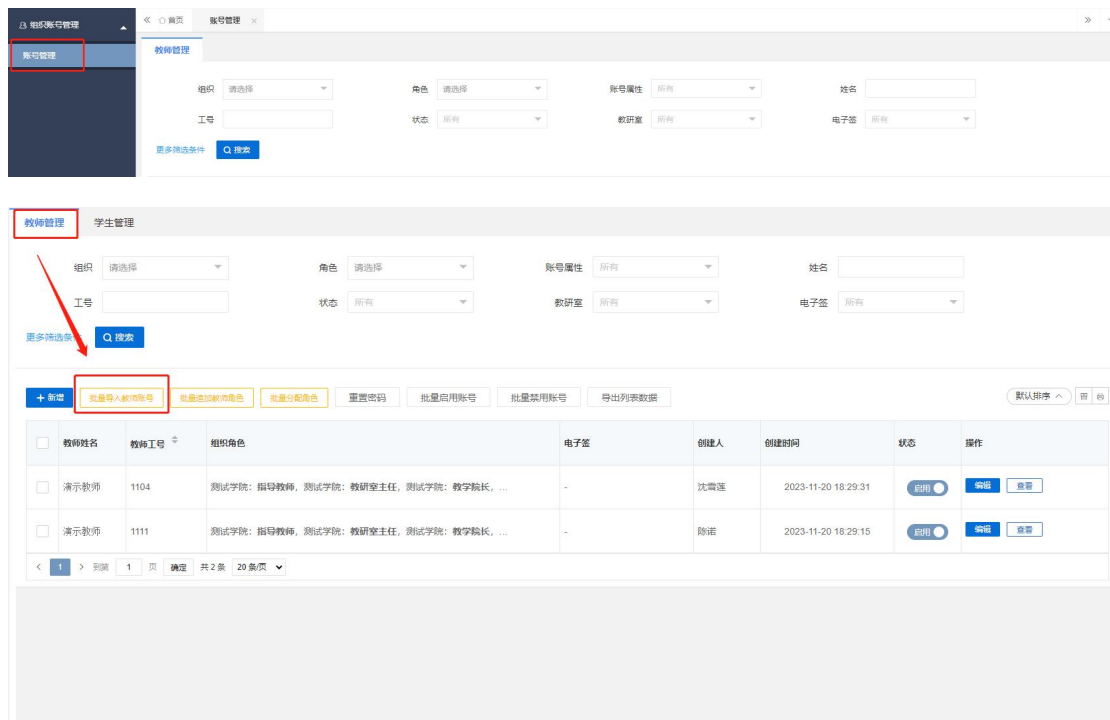 组织账号管理
首页 账号管理 ×
账号管理
教师管理
组织 请选择 角色 请选择 账号属性 所有 姓名
工号 状态 所有 教研室 所有 电子签 所有
更多筛选条件 搜索
教师管理 学生管理
组织 请选择 角色 请选择 账号属性 所有 姓名
工号 状态 所有 教研室 所有 电子签 所有
更多筛选条件 搜索
+ 新增 批量导入教师账号 批量追加教师角色 批量分配角色 重置密码 批量启用账号 批量禁用账号 导出列表数据 默认排序
教师姓名 教师工号 组织角色 电子签 创建人 创建时间 状态 操作
演示教师 1104 测试学院：指导教师，测试学院：教研室主任，测试学院：教学院长，... - 沈雪莲 2023-11-20 18:29:31 启用 编辑 查看
演示教师 1111 测试学院：指导教师，测试学院：教研室主任，测试学院：教学院长，... - 陈诺 2023-11-20 18:29:15 启用 编辑 查看
1 到第 1 页 确定 共 2 条 20 条/页